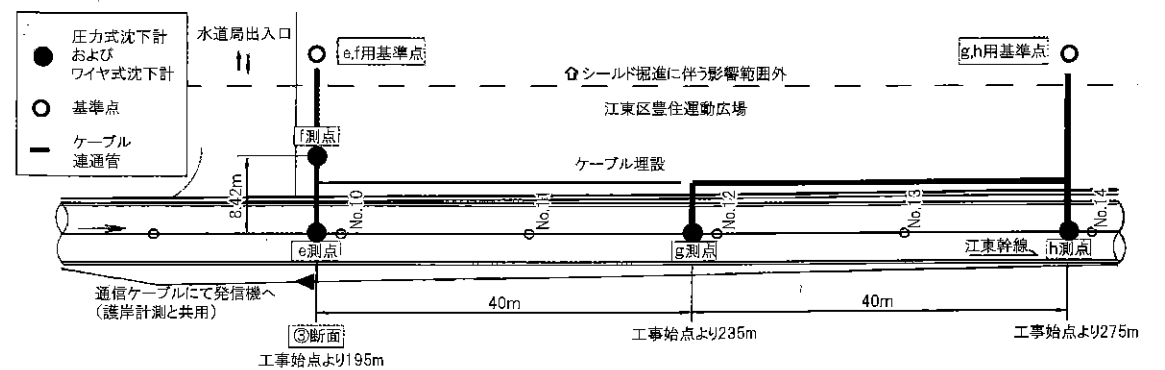 圧力式沈下計
および
ワイヤ式沈下計
基準点
ケーブル
連通管
水道局出入口
e,f用基準点
g,h用基準点
シールド掘進に伴う影響範囲外
江東区豊住運動広場
f測点
ケーブル埋設
8.42m
No.10
No.11
No.12
No.13
No.14
e測点
g測点
江東幹線
h測点
通信ケーブルにて発信機へ
(護岸計測と共用)
40m
40m
③断面
工事始点より195m
工事始点より235m
工事始点より275m